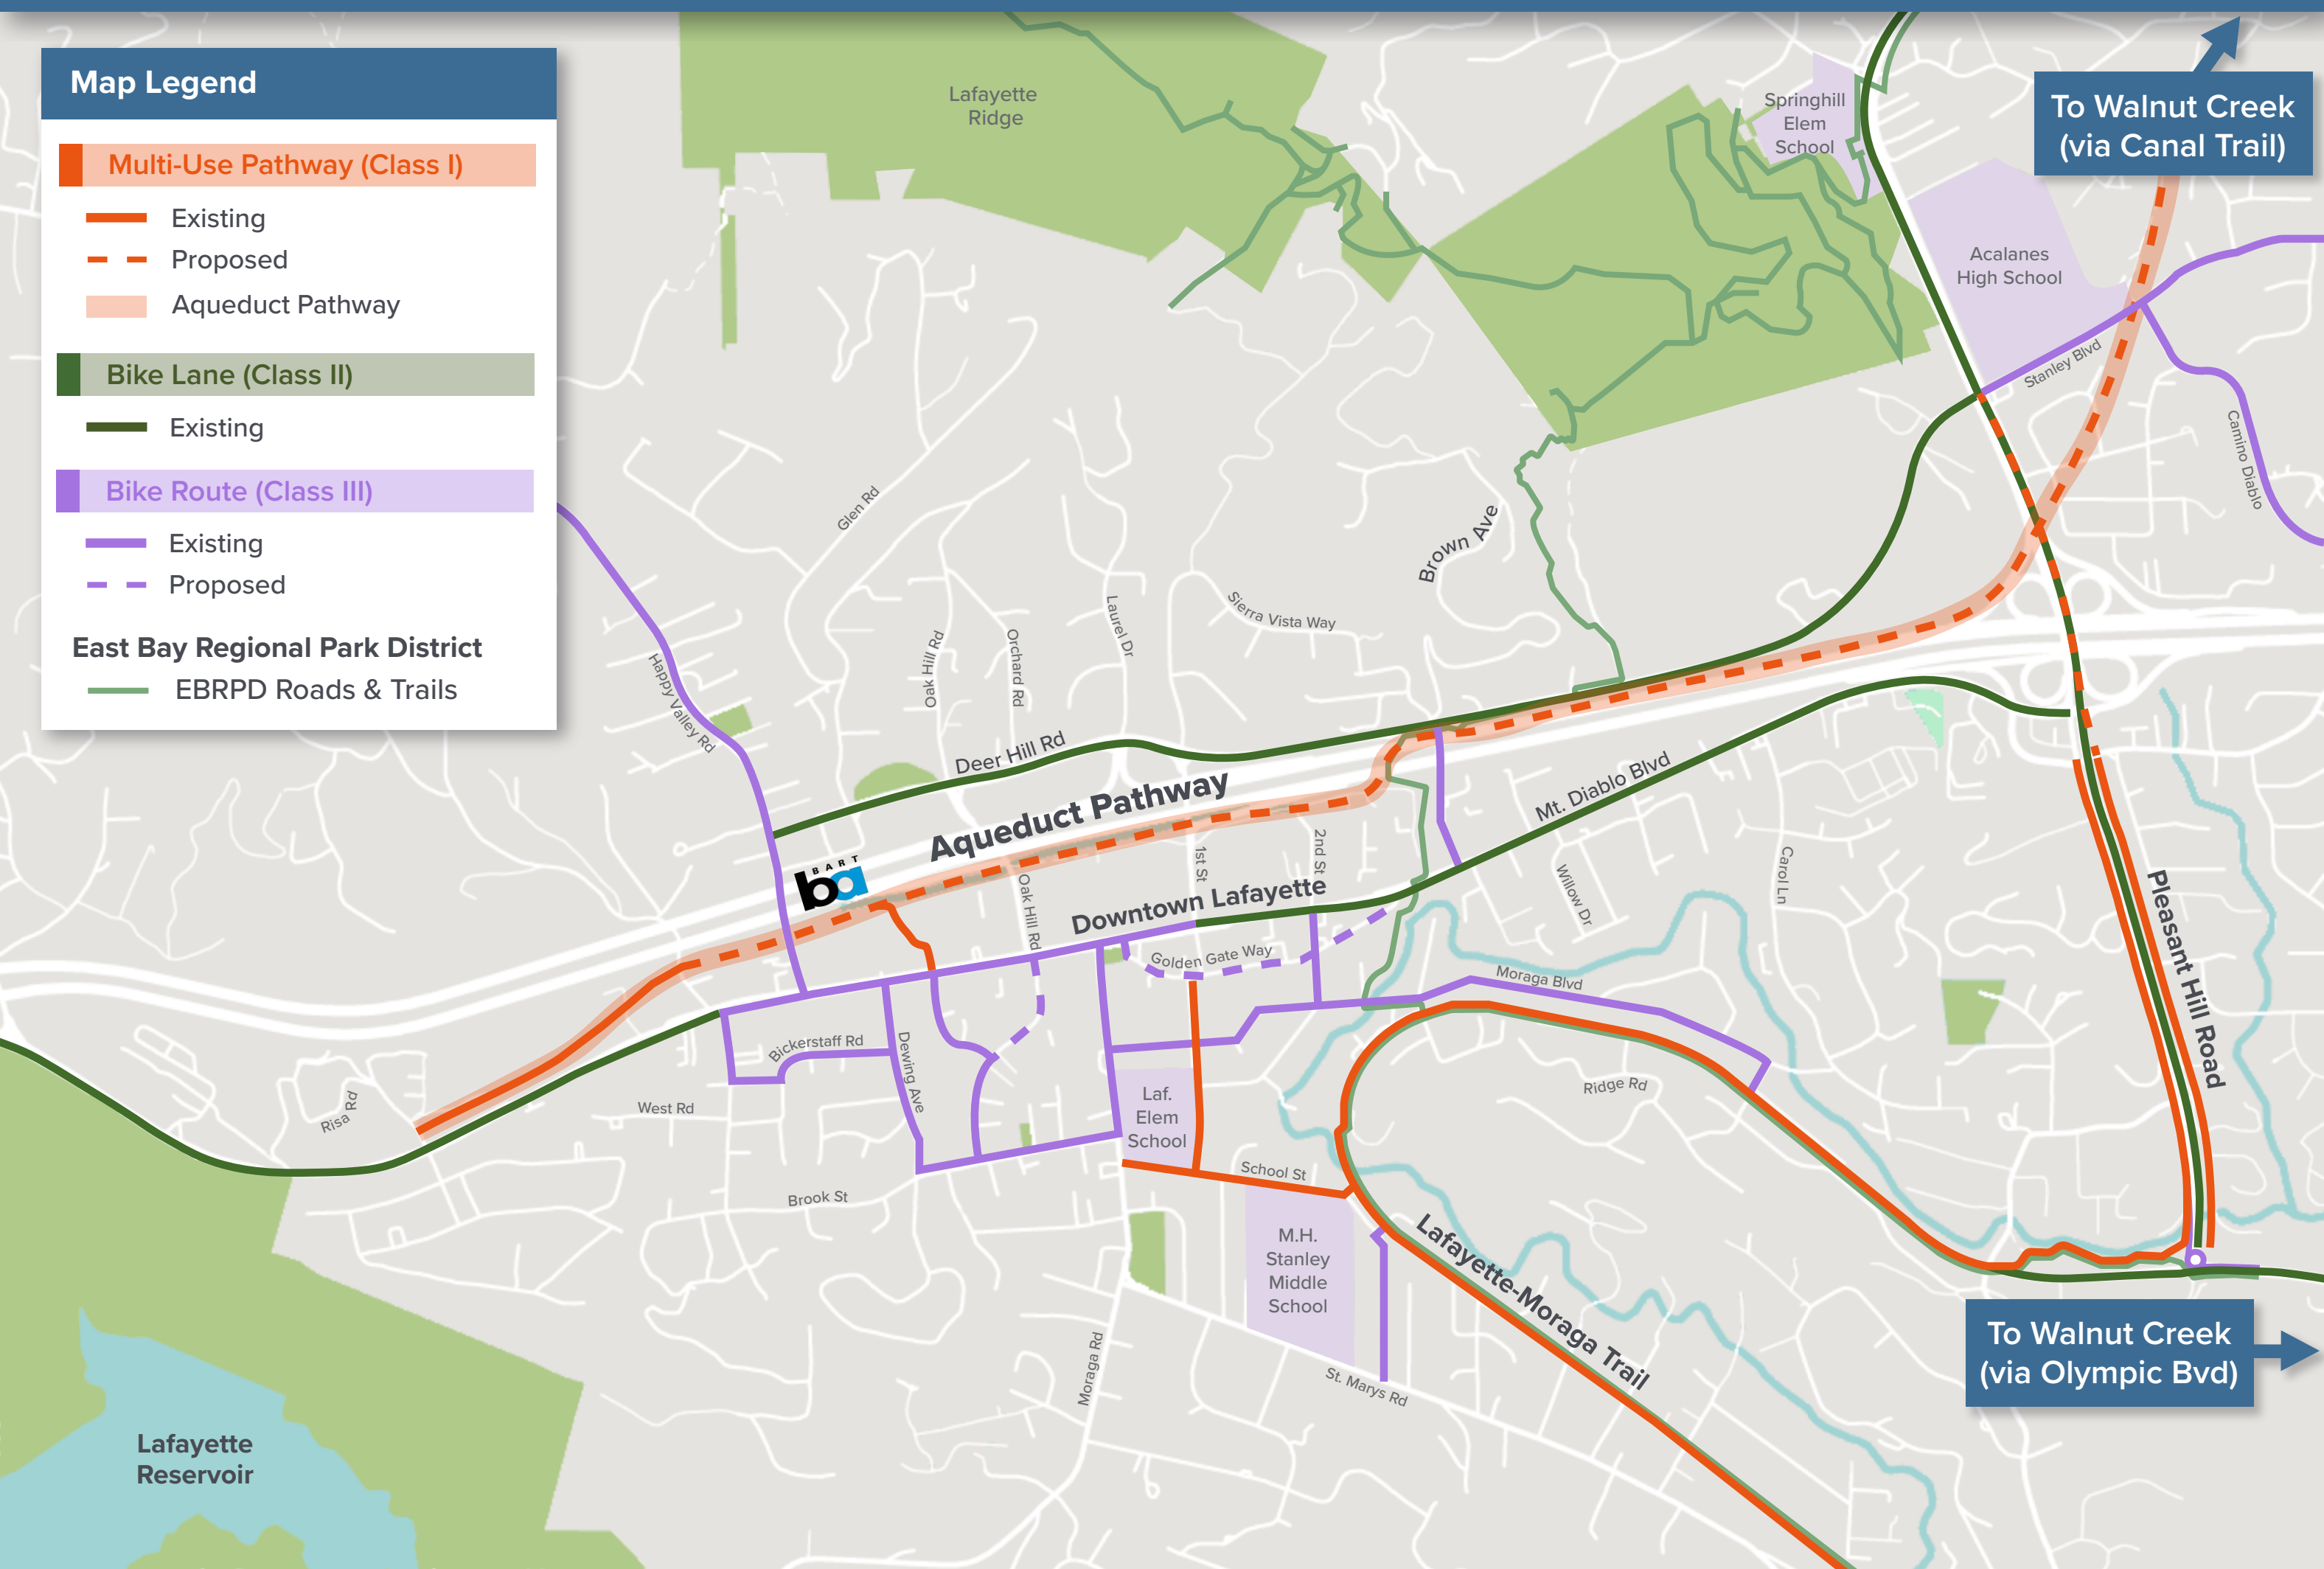 Map Legend
Multi-Use Pathway (Class I)
Existing
Proposed
Aqueduct Pathway
Bike Lane (Class II)
Existing
Bike Route (Class III)
Existing
Proposed
East Bay Regional Park District
EBRPD Roads & Trails
Lafayette
Ridge
Springhill
Elem
School
To Walnut Creek
(via Canal Trail)
Acalanes
High School
Stanley Blvd
Camino Diablo
Glen Rd
Brown Ave
Sierra Vista Way
Laurel Dr
Orchard Rd
Oak Hill Rd
Happy Valley Rd
Deer Hill Rd
Aqueduct Pathway
BART
ba
Mt. Diablo Blvd
1st St
2nd St
Oak Hill Rd
Downtown Lafayette
Willow Dr
Carol Ln
Pleasant Hill Road
Golden Gate Way
Moraga Blvd
Bickerstaff Rd
Dewing Ave
Risa Rd
West Rd
Laf.
Elem
School
Ridge Rd
School St
Brook St
M.H.
Stanley
Middle
School
Lafayette-Moraga Trail
Moraga Rd
St. Marys Rd
To Walnut Creek
(via Olympic Bvd)
Lafayette
Reservoir